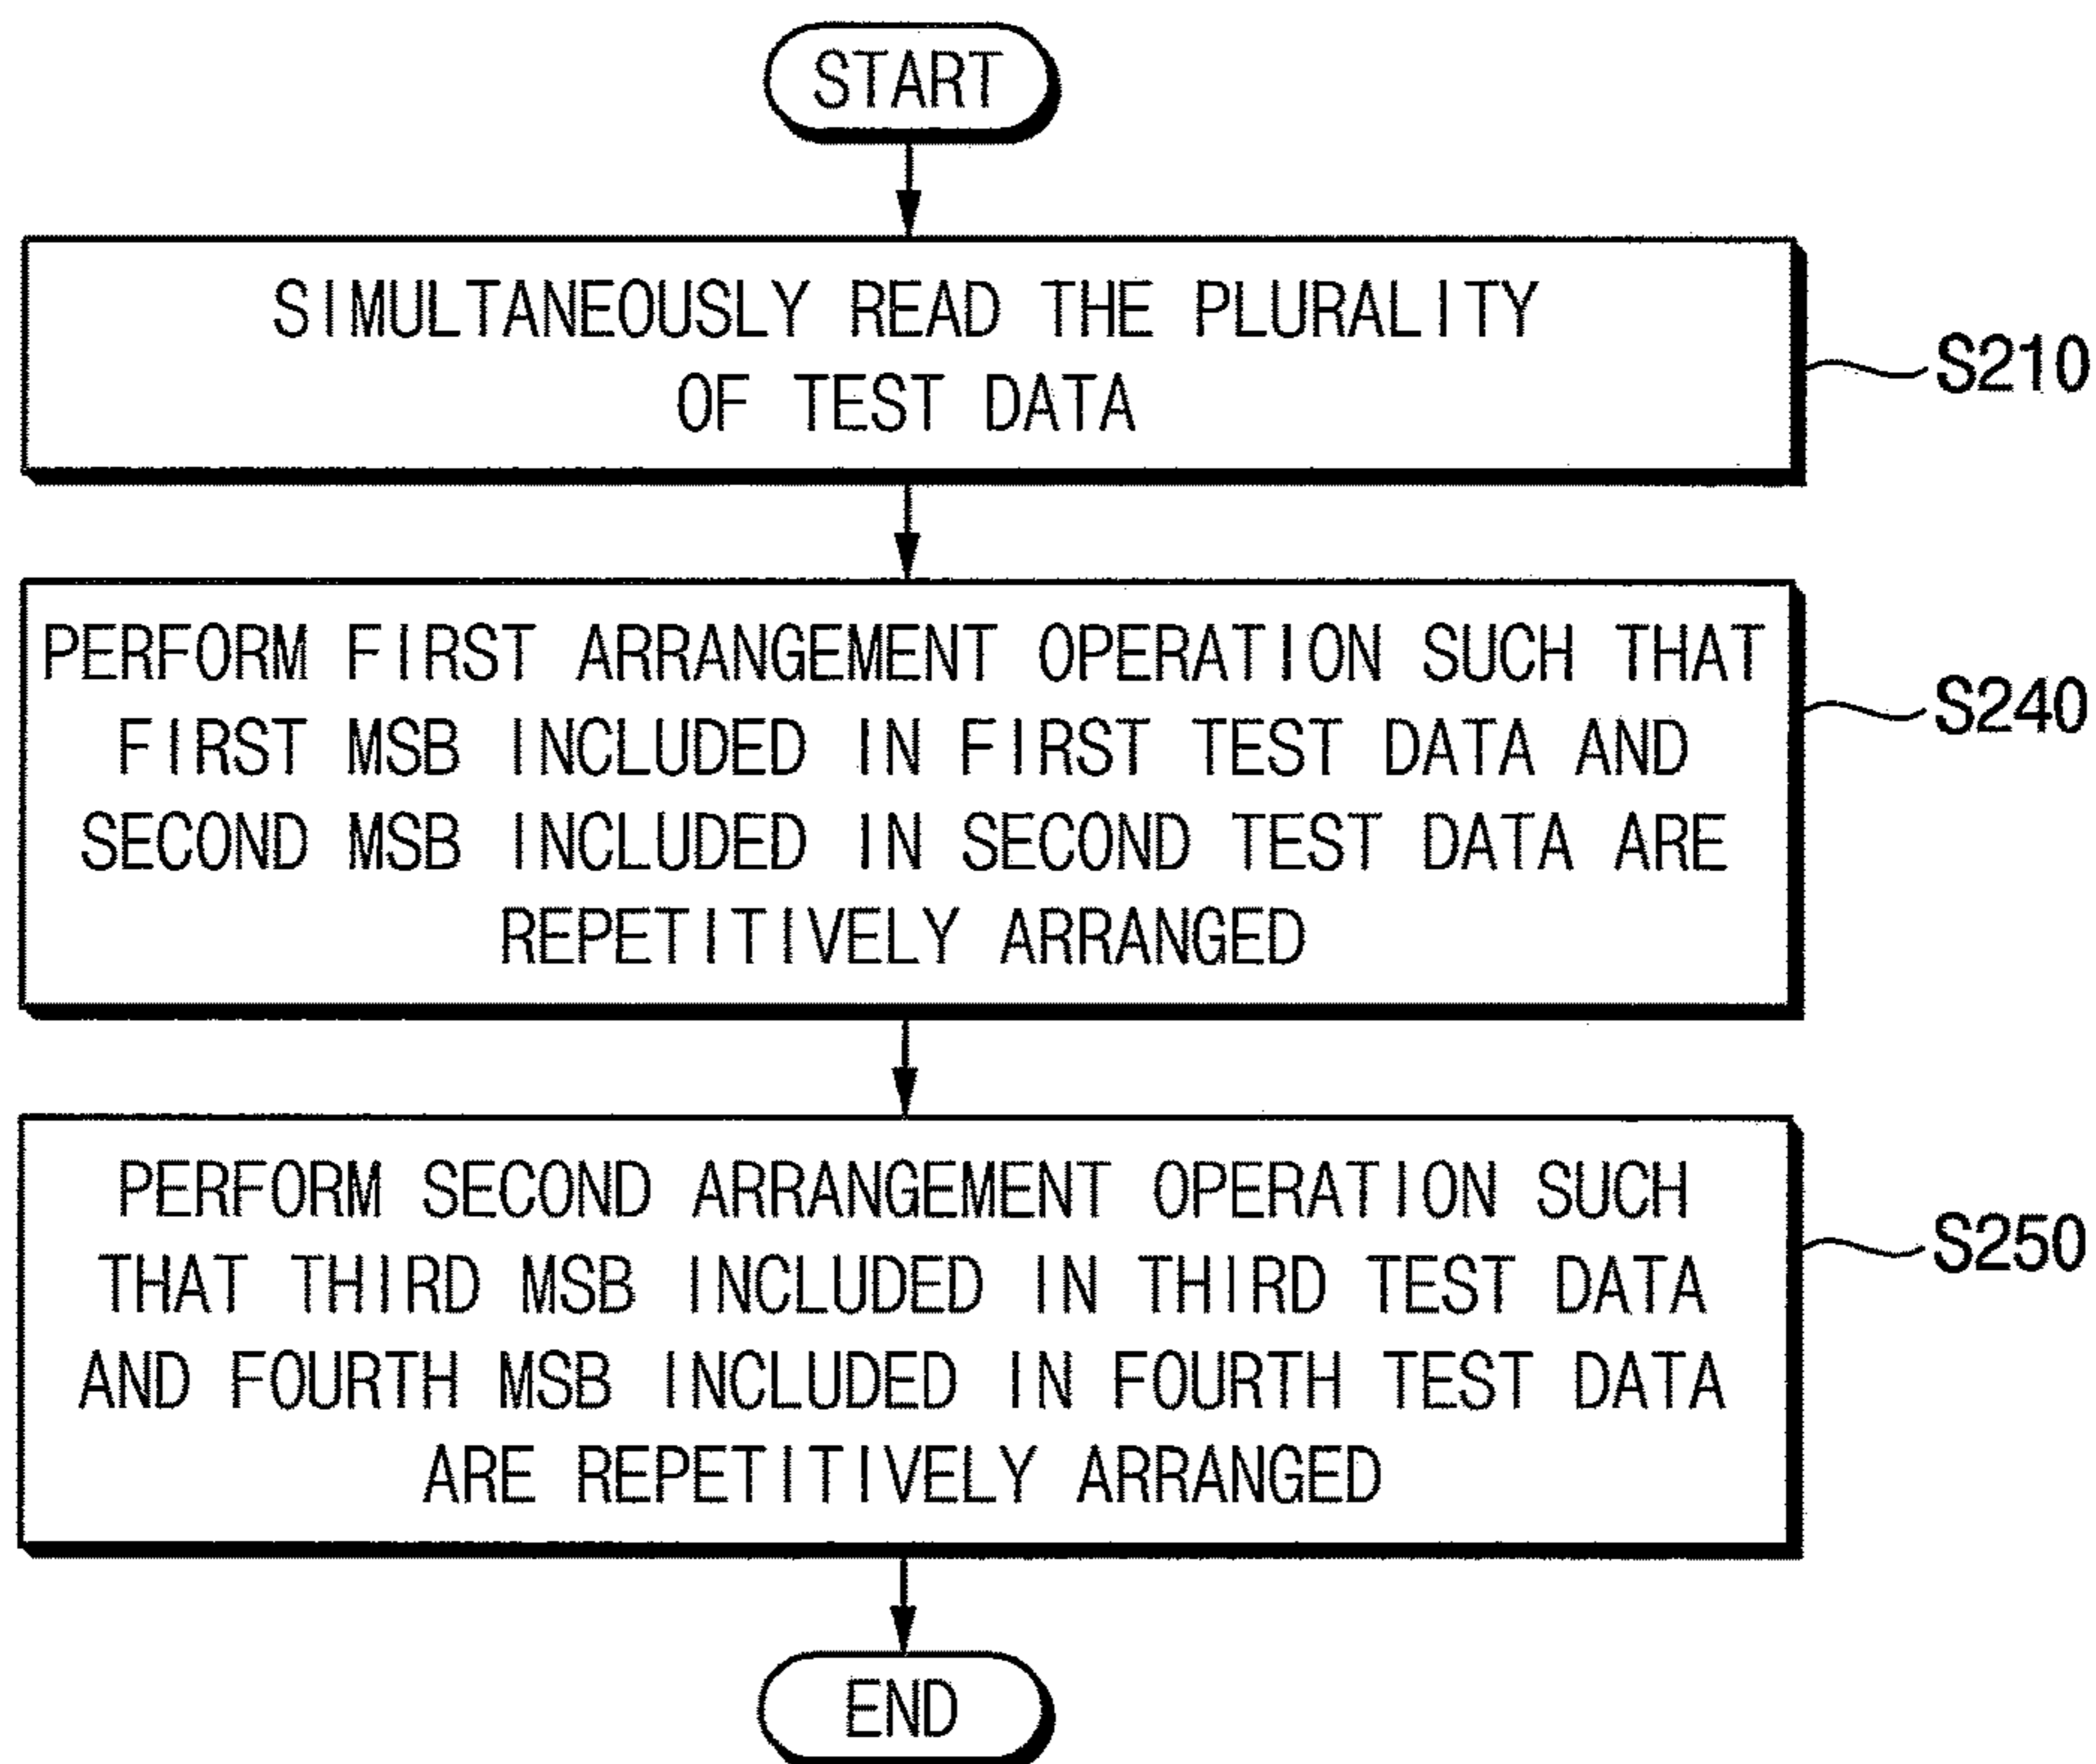 START
SIMULTANEOUSLY READ THE PLURALITY
OF TEST DATA
S210
PERFORM FIRST ARRANGEMENT OPERATION SUCH THAT
FIRST MSB INCLUDED IN FIRST TEST DATA AND
SECOND MSB INCLUDED IN SECOND TEST DATA ARE
REPETITIVELY ARRANGED
S240
PERFORM SECOND ARRANGEMENT OPERATION SUCH
THAT THIRD MSB INCLUDED IN THIRD TEST DATA
AND FOURTH MSB INCLUDED IN FOURTH TEST DATA
ARE REPETITIVELY ARRANGED
S250
END